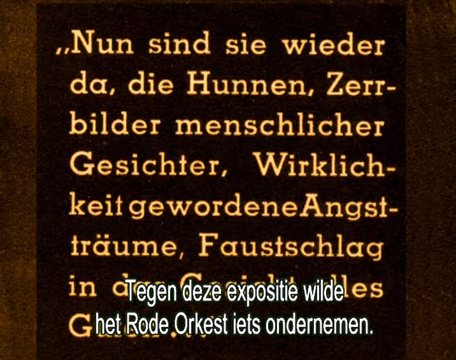 „Nun sind sie wieder
da, die Hunnen, Zerr-
bilder menschlicher
Gesichter, Wirklich-
keit gewordene Angst-
träume, Faustschlag
in
Tegen deze expositie wilde
het Rode Orkest iets ondernemen.